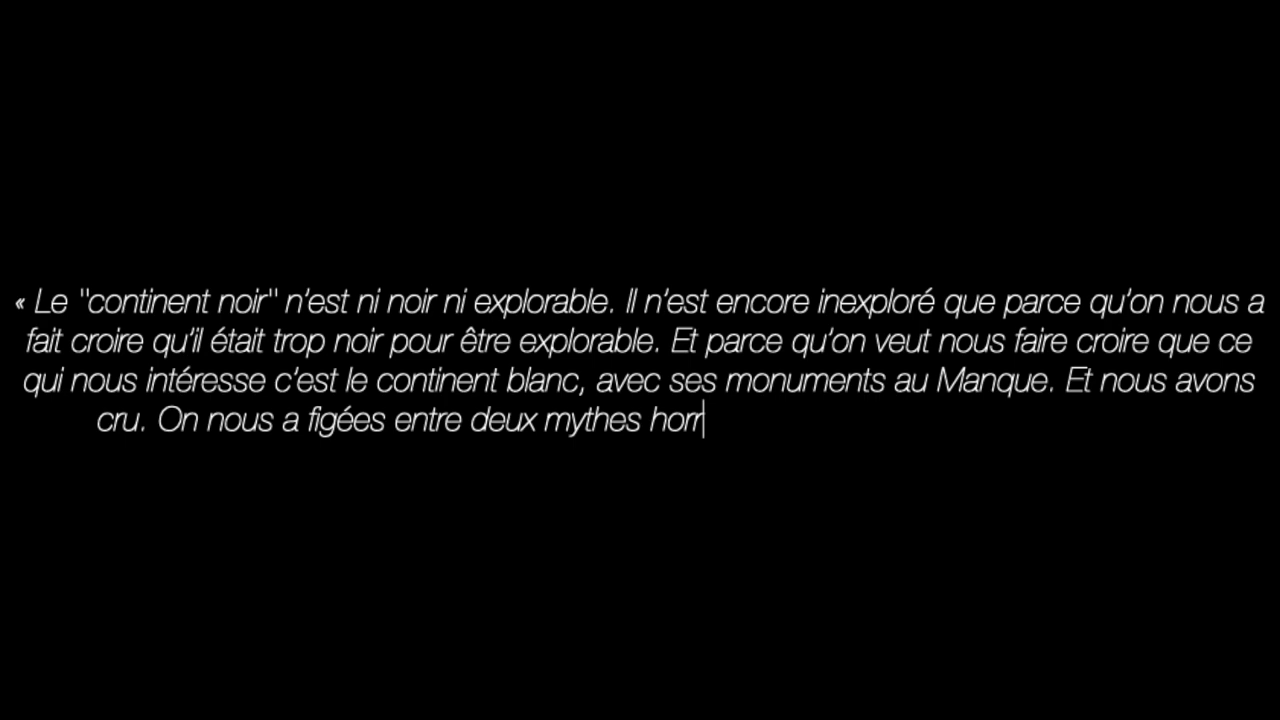 « Le "continent noir" n’est ni noir ni explorable. Il n’est encore inexploré que parce qu’on nous a
fait croire qu’il était trop noir pour être explorable. Et parce qu’on veut nous faire croire que ce
qui nous intéresse c’est le continent blanc, avec ses monuments au Manque. Et nous avons
cru. On nous a figées entre deux mythes horr